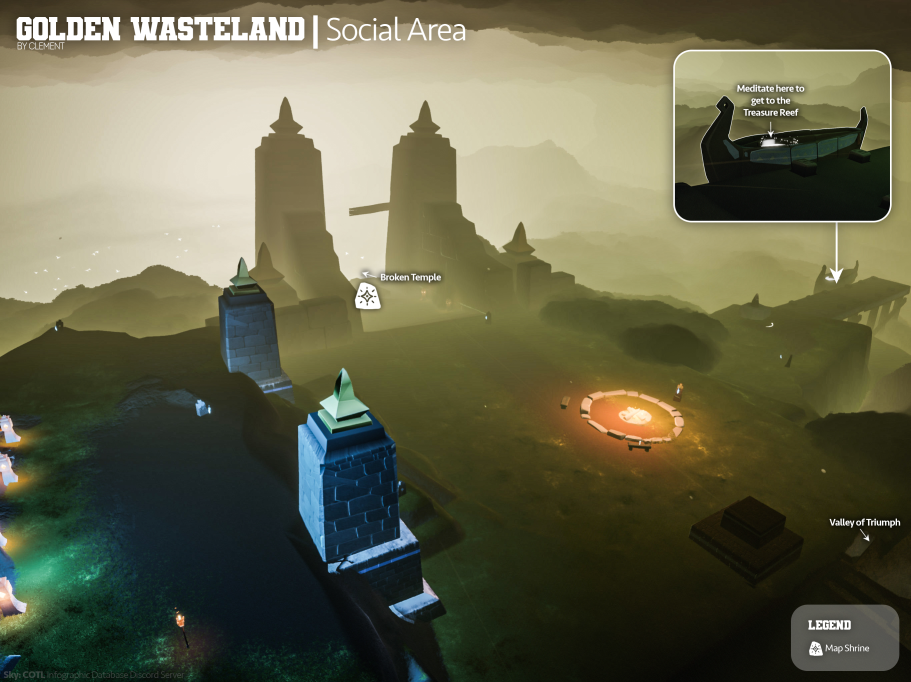 GOLDEN WASTELAND | Social Area
BY CLEMENT
Meditate here to
get to the
Treasure Reef
Broken Temple
Valley of Triumph
LEGEND
Map Shrine
Sky: COTL Infographic Database Discord Server